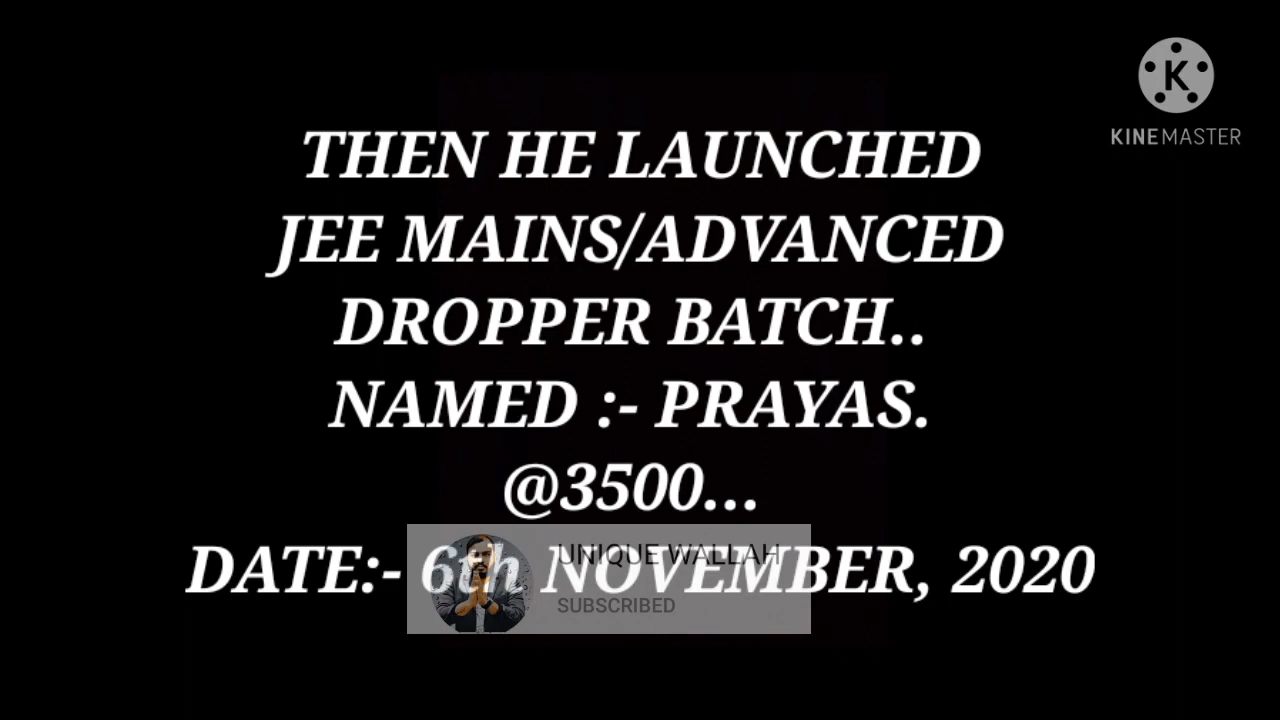 KINEMASTER
THEN HE LAUNCHED
JEE MAINS/ADVANCED
DROPPER BATCH..
NAMED :- PRAYAS.
@3500...
DATE:- 6th NOVEMBER, 2020
UNIQUE WALLAH
SUBSCRIBED